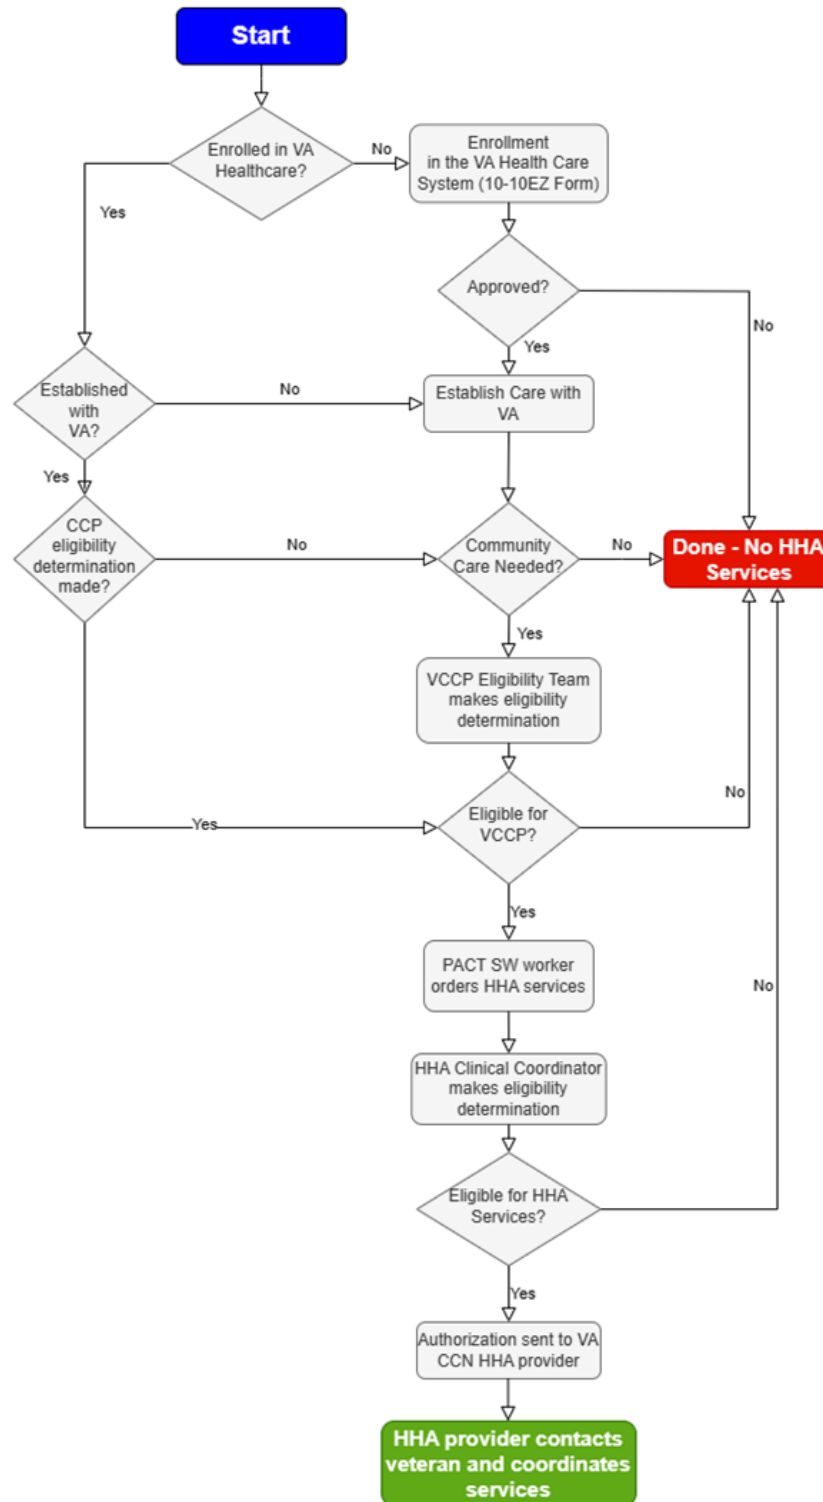 Start
Enrolled in VA
Healthcare?
No
Enrollment
in the VA Health Care
System (10-10EZ Form)
Yes
Approved?
No
Yes
Established
with
VA?
No
Establish Care with
VA
Yes
CCP
eligibility
determination
made?
No
Community
Care Needed?
No
Done - No HHA
Services
Yes
VCCP Eligibility Team
makes eligibility
determination
Yes
Eligible for
VCCP?
No
Yes
PACT SW worker
orders HHA services
No
HHA Clinical Coordinator
makes eligibility
determination
Eligible for HHA
Services?
Yes
Authorization sent to VA
CCN HHA provider
HHA provider contacts
veteran and coordinates
services